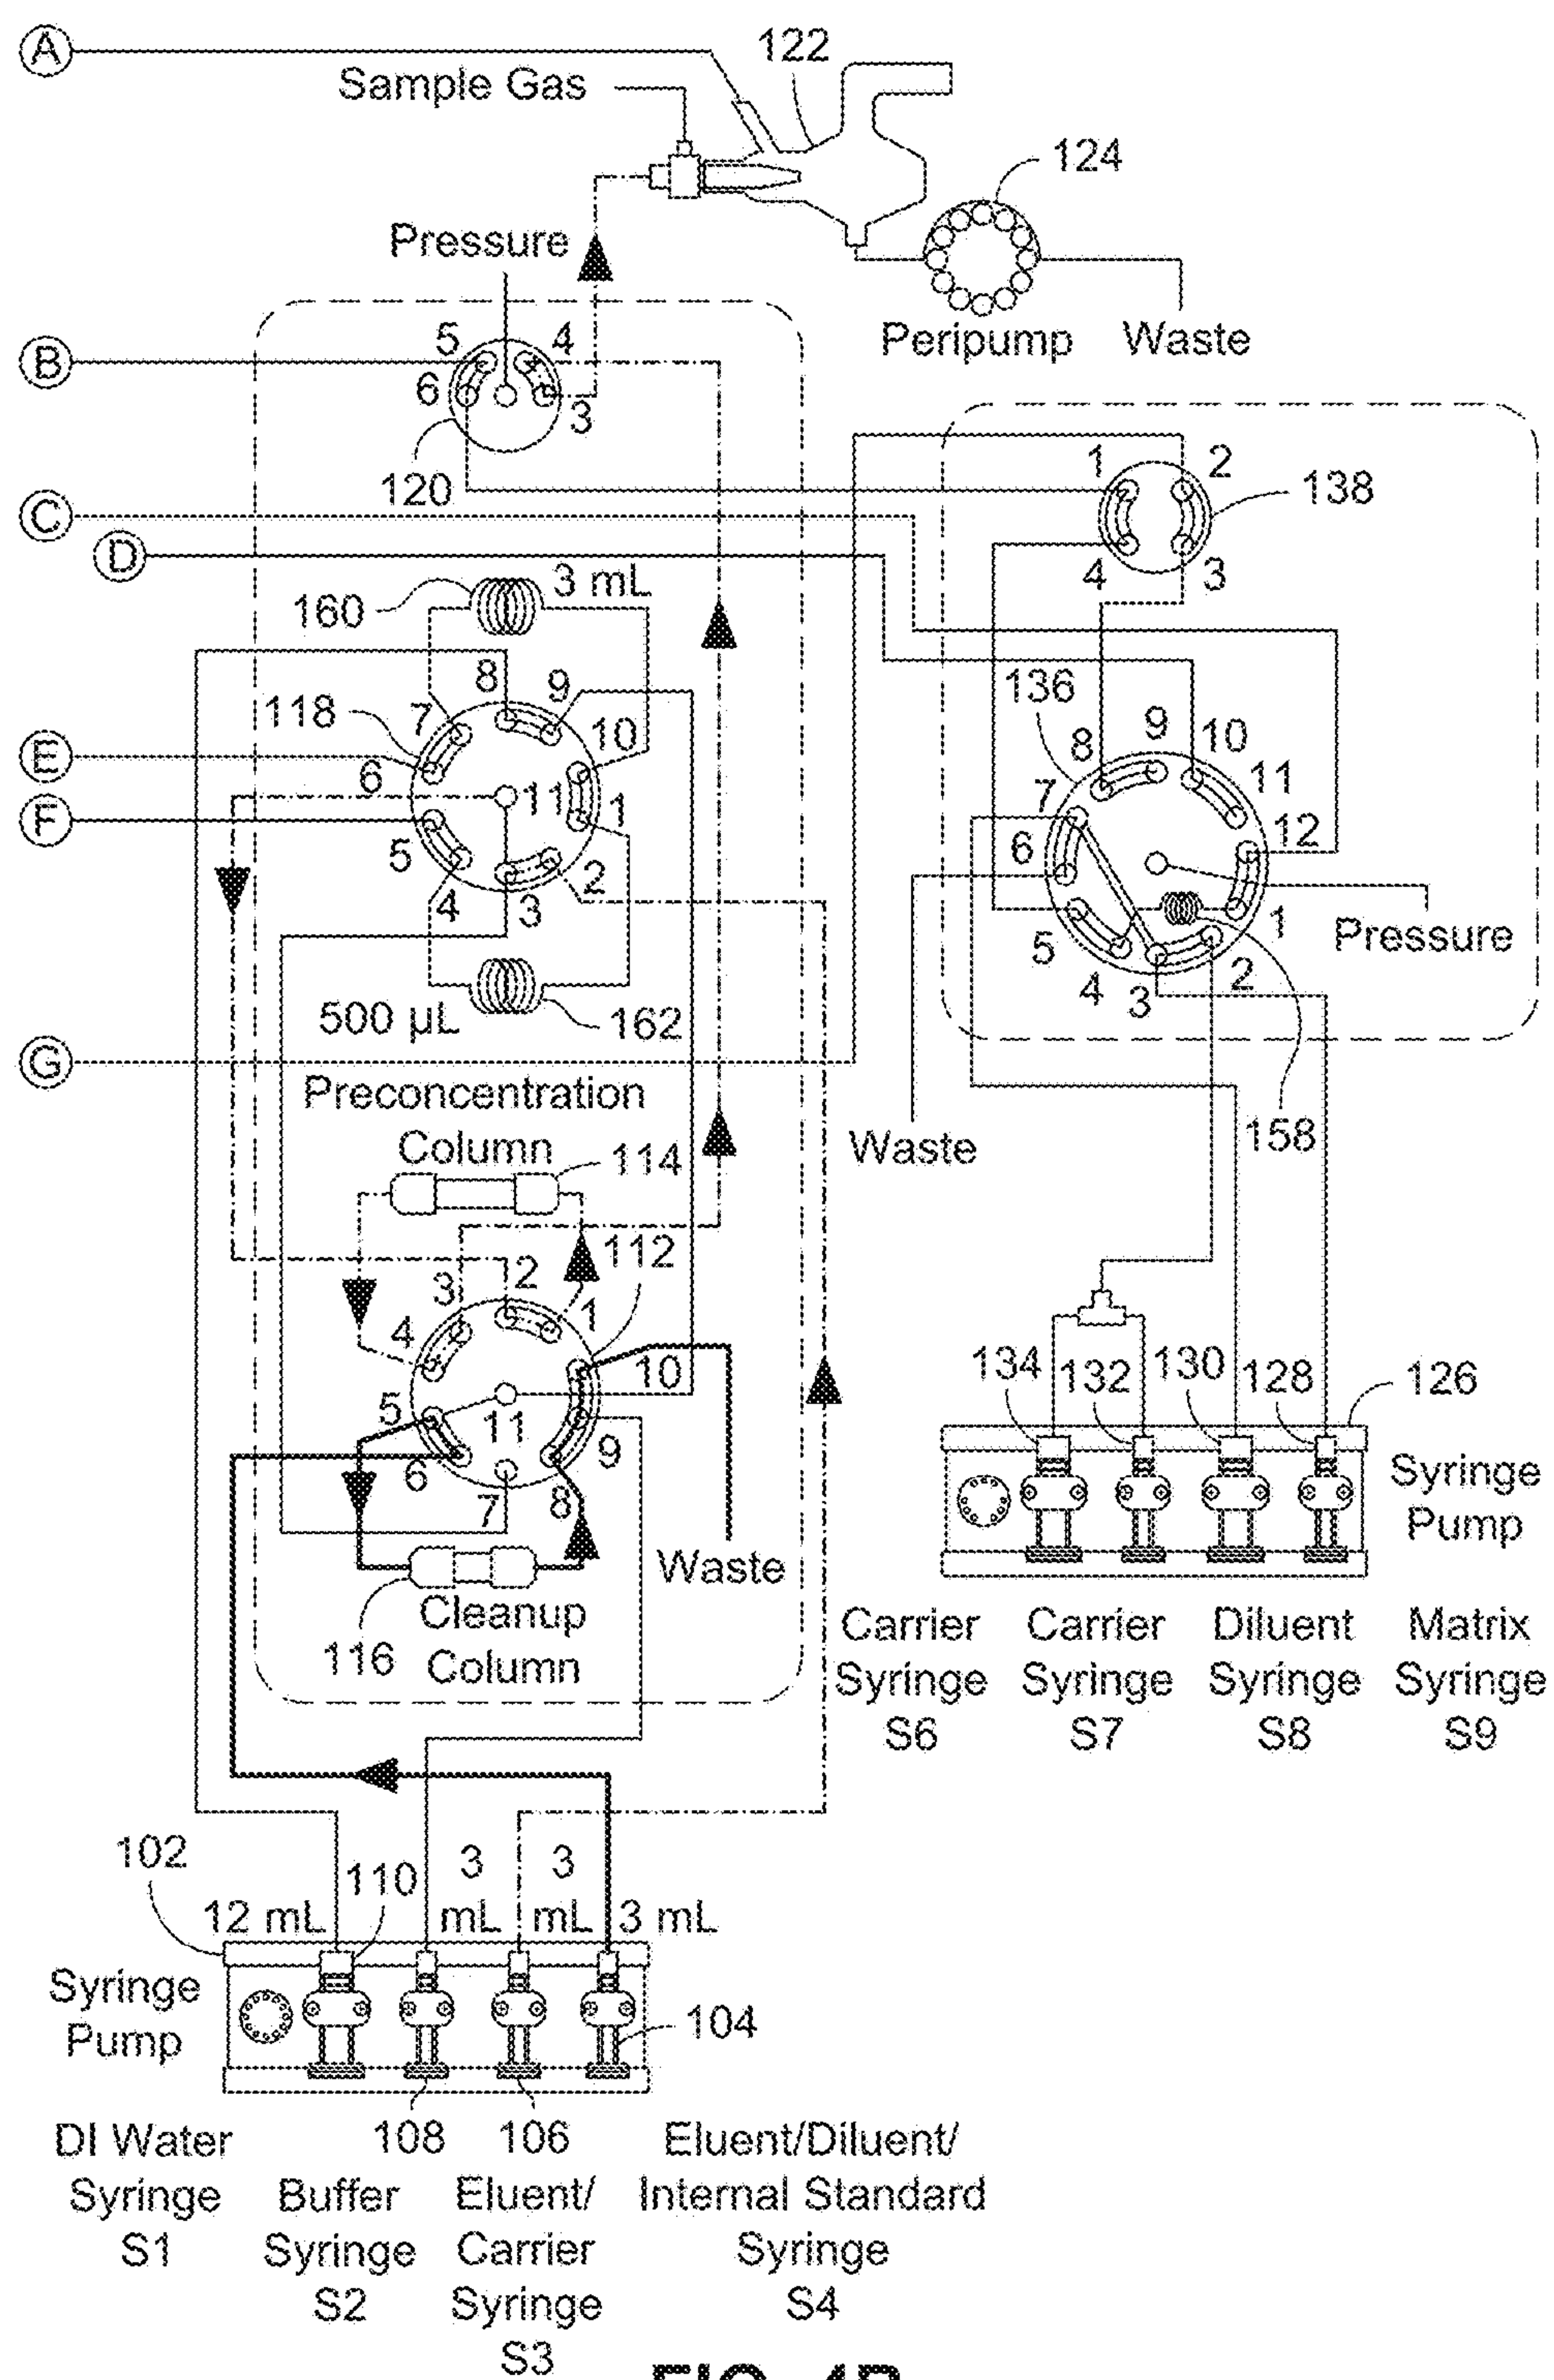 A
122
Sample Gas
124
Pressure
Peripump
Waste
B
5
4
6
3
120
1
2
138
C
D
4
3
3 mL
160
8
9
118
7
10
136
9
10
8
11
E
6
11
1
7
12
F
5
2
6
4
3
1
Pressure
5
2
4
3
500 µL
162
G
Preconcentration
Column
114
Waste
158
112
3
2
1
4
10
5
11
9
6
7
8
134
132
130
128
126
Syringe
Pump
Waste
Cleanup
Column
116
Carrier
Syringe
S6
Carrier
Syringe
S7
Diluent
Syringe
S8
Matrix
Syringe
S9
102
110
12 mL
3
mL
3
mL
3 mL
Syringe
Pump
104
108
106
DI Water
Syringe
S1
Buffer
Syringe
S2
Eluent/
Carrier
Syringe
S3
Eluent/Diluent/
Internal Standard
Syringe
S4